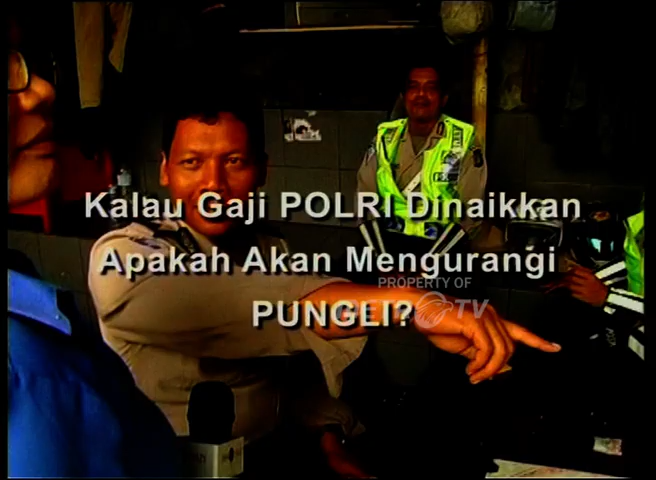 Kalau Gaji POLRI Dinaikkan
Apakah Akan Mengurangi
PROPERTY OF
PUNGLI?
TV